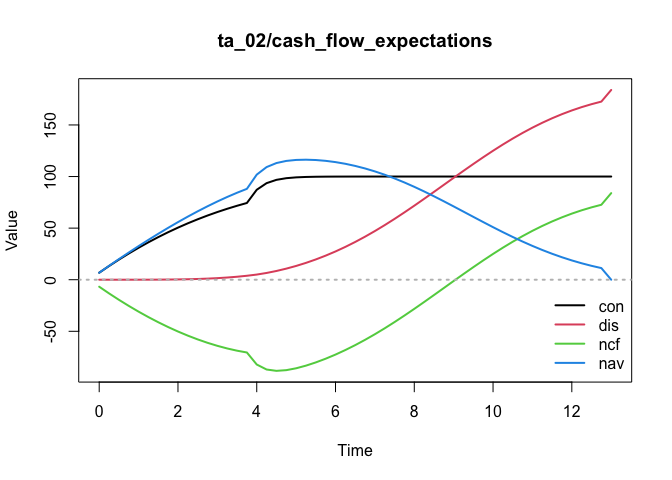 ta_02/cash_flow_expectations
Value
150
100
50
0
-50
con
dis
ncf
nav
0 2 4 6 8 10 12
Time